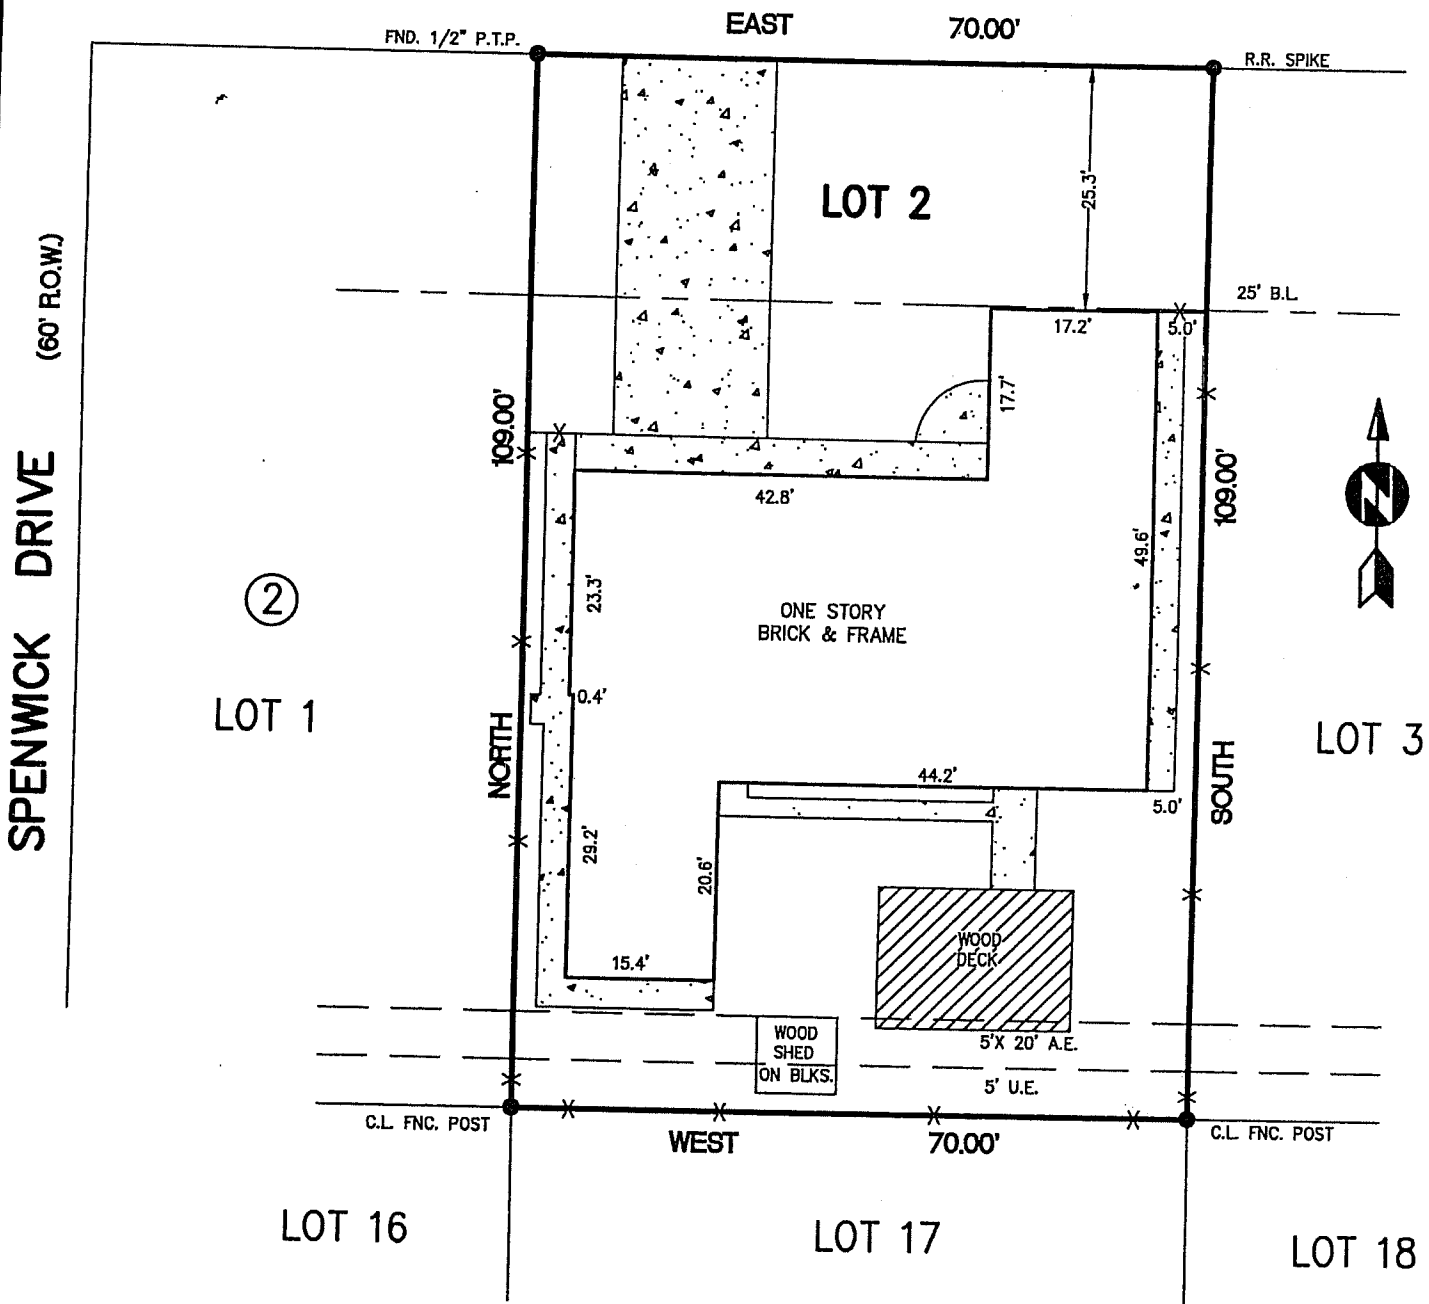 EAST 70.00'
FND. 1/2" P.T.P.
R.R. SPIKE
LOT 2
25.3'
SPENWICK DRIVE (60' R.O.W.)
25' B.L.
17.2'
5.0'
17.7'
109.00'
NORTH
42.8'
109.00'
SOUTH
N
49.6'
23.3'
2
ONE STORY
BRICK & FRAME
0.4'
LOT 1
LOT 3
44.2'
5.0'
29.2'
20.6'
WOOD
DECK
15.4'
WOOD
SHED
ON BLKS.
5'X 20' A.E.
5' U.E.
C.L. FNC. POST
WEST 70.00'
C.L. FNC. POST
LOT 16
LOT 17
LOT 18